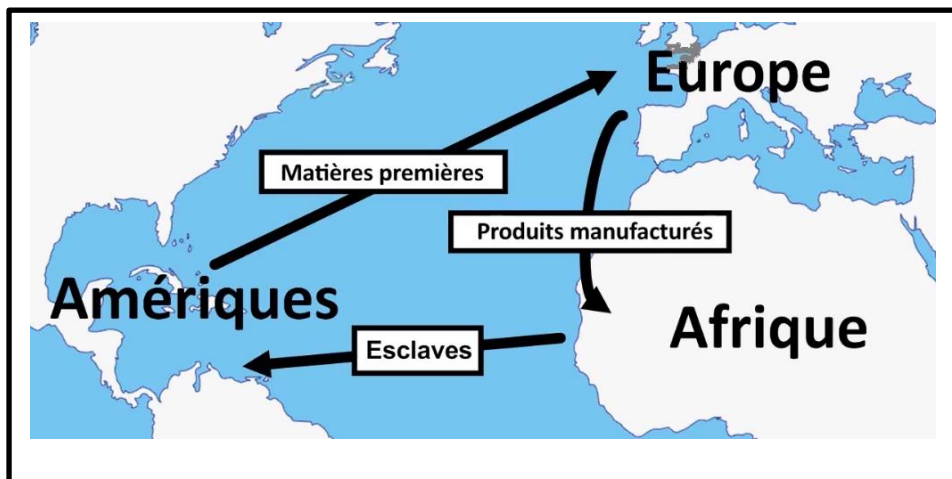 Europe
Matières premières
Produits manufacturés
Amériques
Afrique
Esclaves